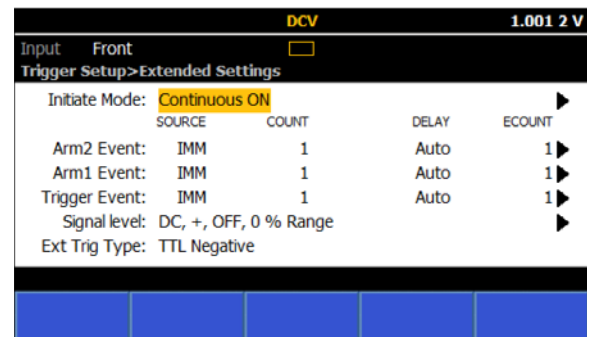 DCV 1.001 2 V
Input Front
Trigger Setup>Extended Settings
Initiate Mode: Continuous ON
SOURCE COUNT DELAY ECOUNT
Arm2 Event: IMM 1 Auto 1
Arm1 Event: IMM 1 Auto 1
Trigger Event: IMM 1 Auto 1
Signal level: DC, +, OFF, 0 % Range
Ext Trig Type: TTL Negative